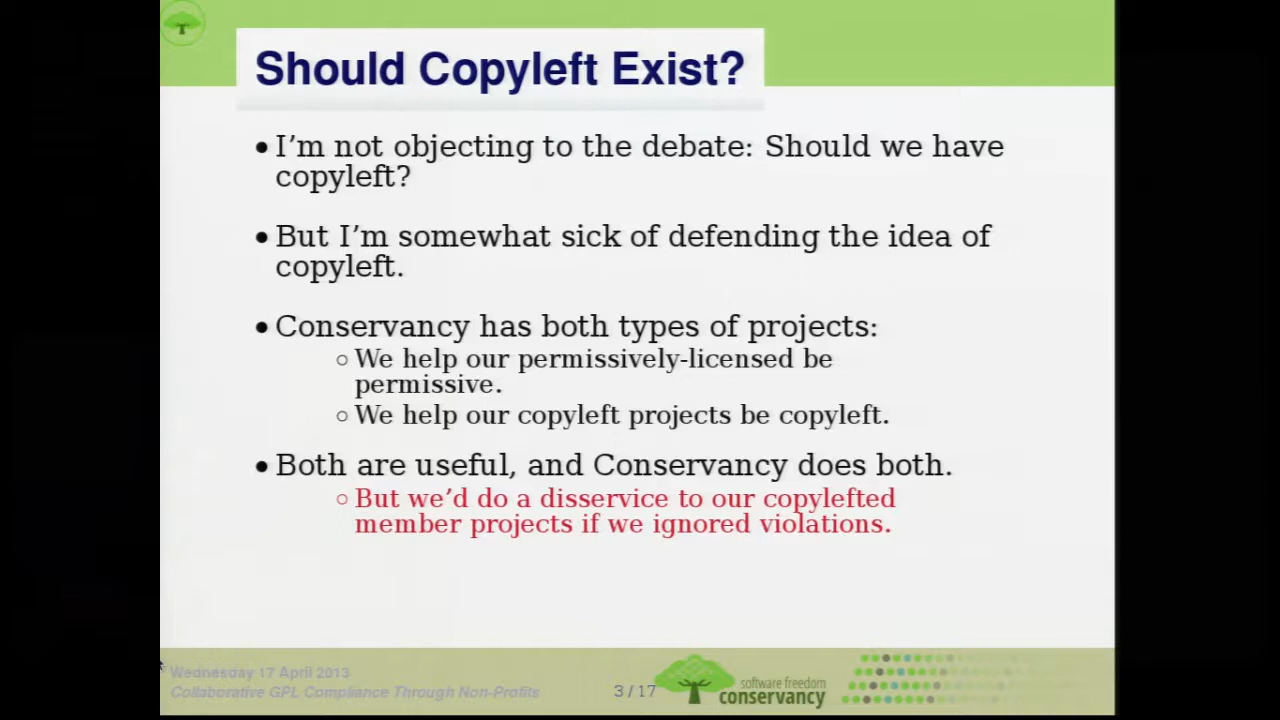 Should Copyleft Exist?
•I'm not objecting to the debate: Should we have
copyleft?
•But I'm somewhat sick of defending the idea of
copyleft.
•Conservancy has both types of projects:
○We help our permissively-licensed be
permissive.
○We help our copyleft projects be copyleft.
•Both are useful, and Conservancy does both.
○But we'd do a disservice to our copylefted
member projects if we ignored violations.
Wednesday 17 April 2013
Collaborative GPL Compliance Through Non-Profits
3 / 17
software freedom
conservancy